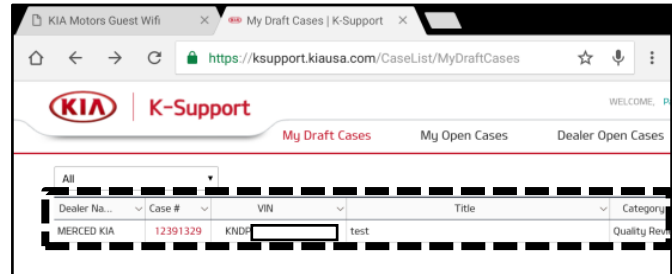 KIA Motors Guest Wifi
My Draft Cases | K-Support
https://ksupport.kiausa.com/CaseList/MyDraftCases
KIA K-Support
WELCOME,
My Draft Cases My Open Cases Dealer Open Cases
All
Dealer Na... Case # VIN Title Category
MERCED KIA 12391329 KNDP test Quality Revi